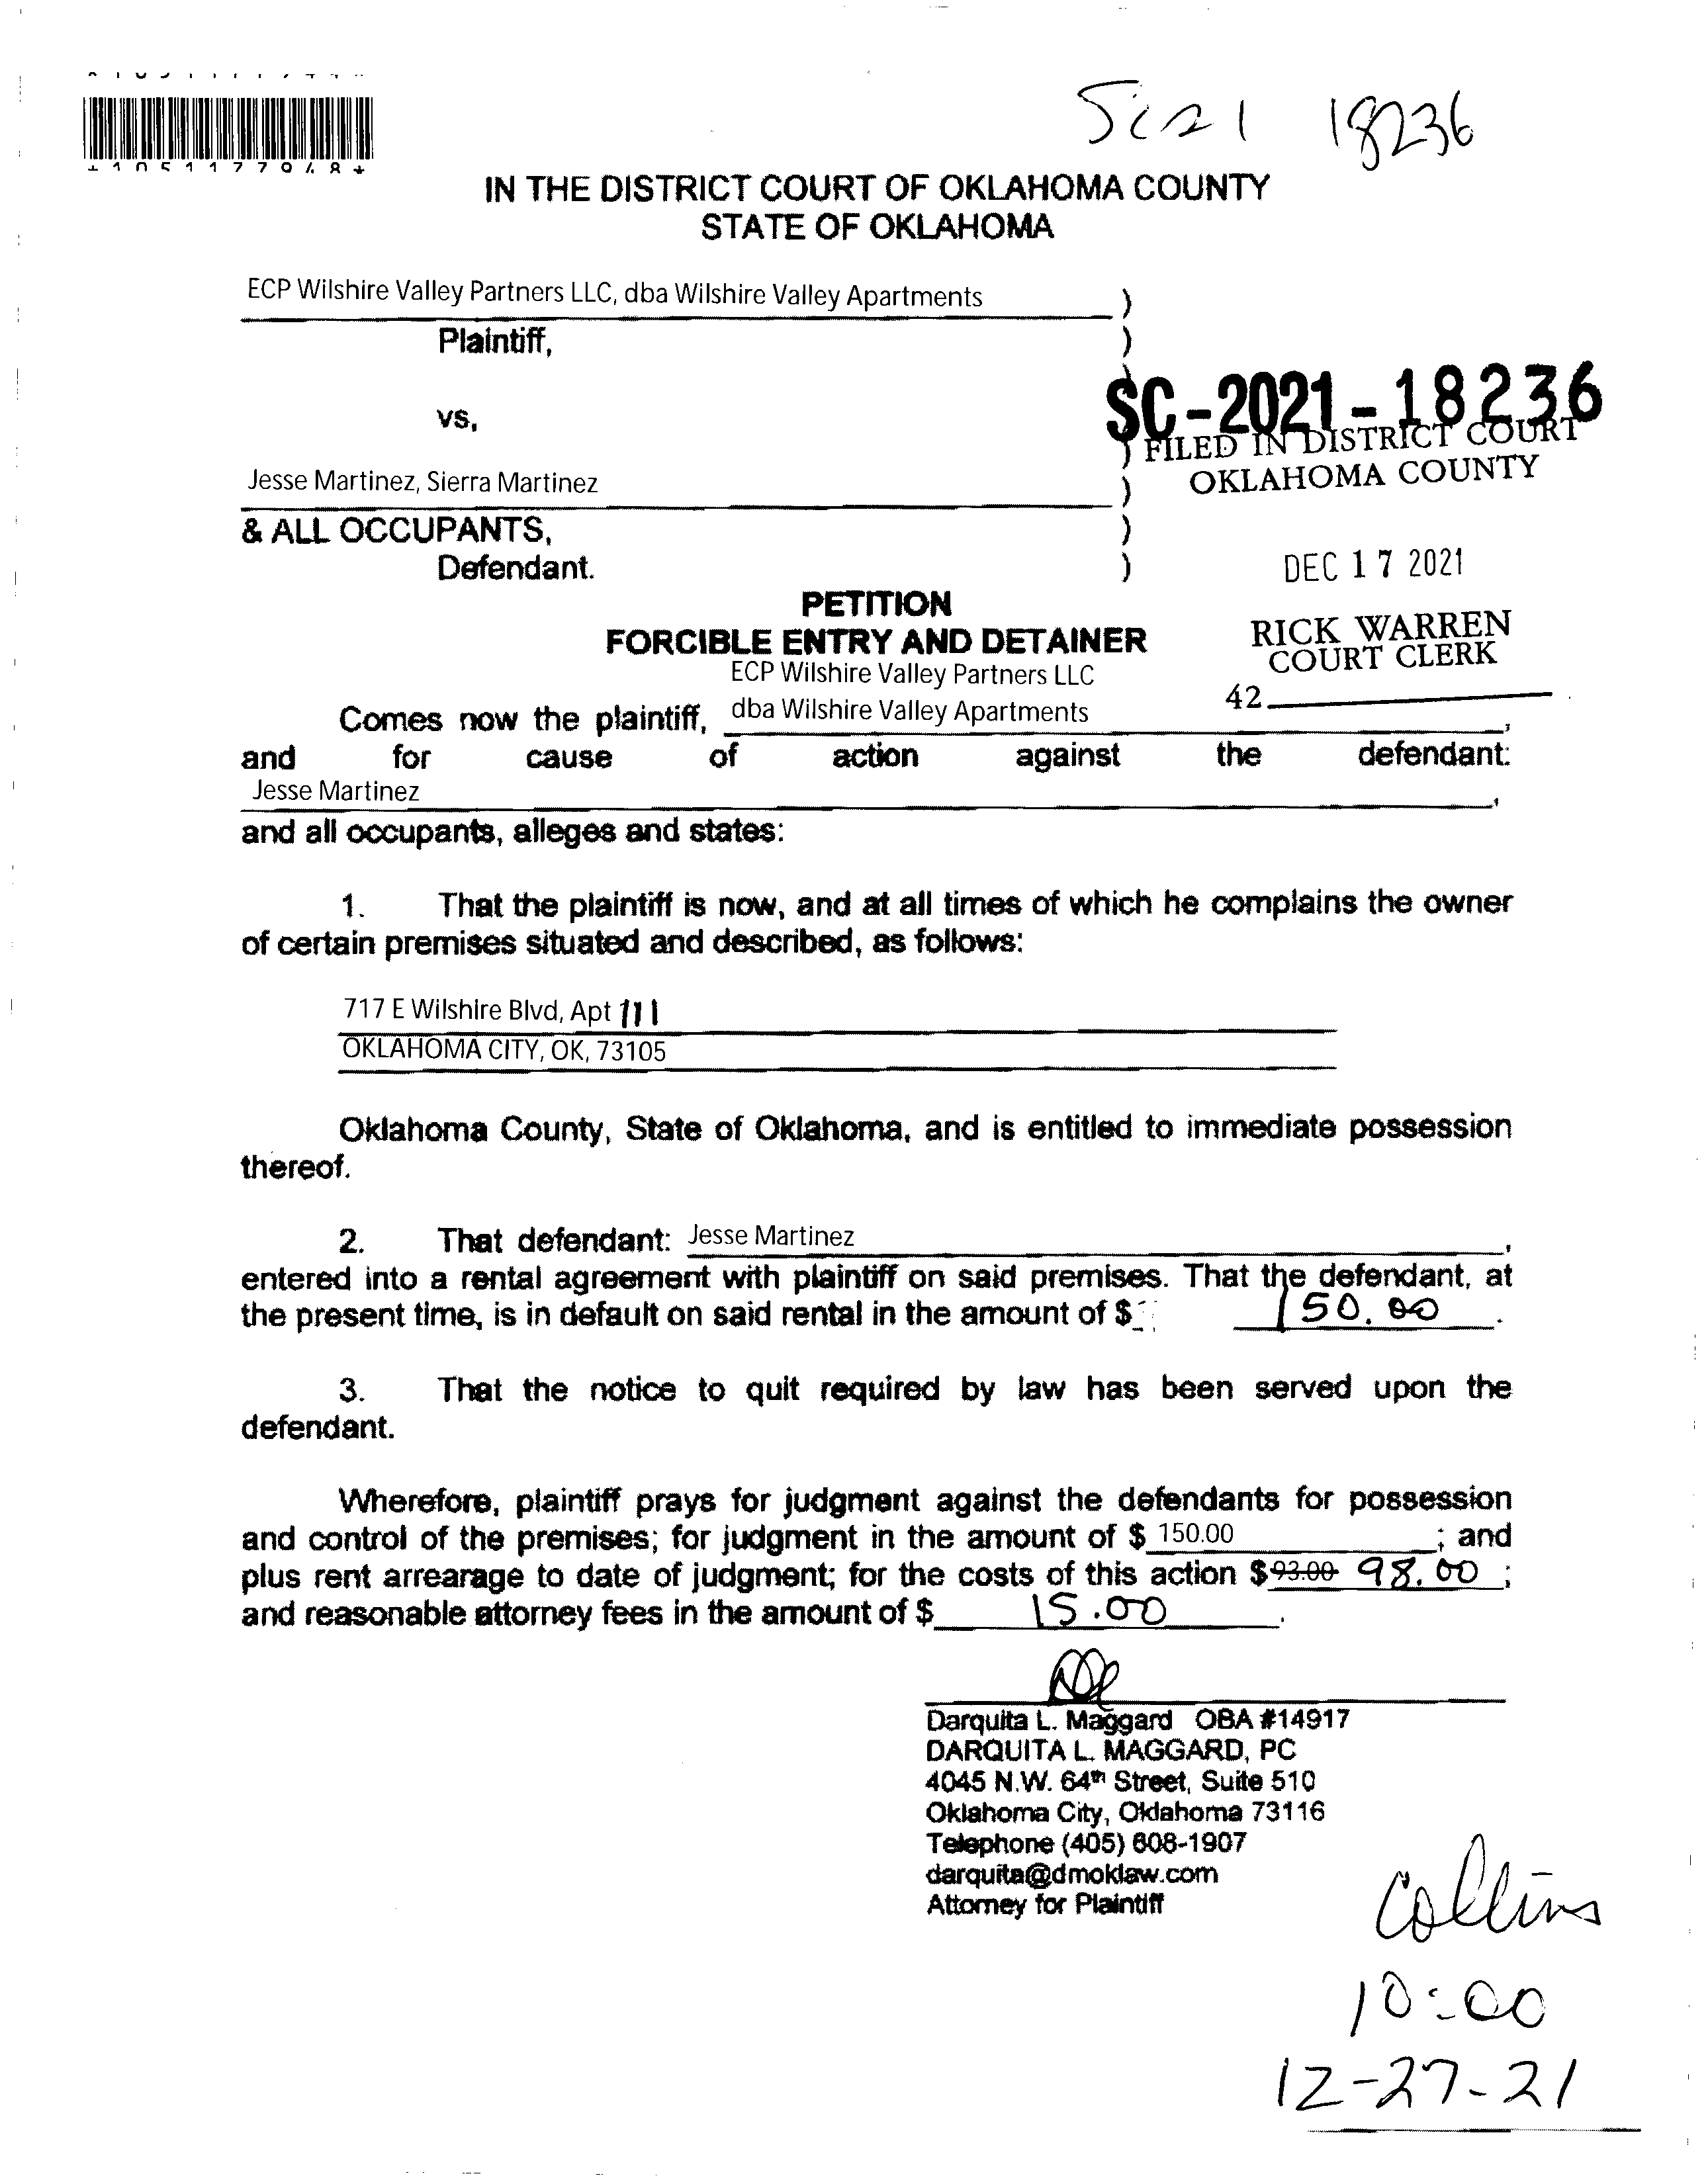 SC21 18236
IN THE DISTRICT COURT OF OKLAHOMA COUNTY
STATE OF OKLAHOMA
ECP Wilshire Valley Partners LLC, dba Wilshire Valley Apartments )
Plaintiff, )
)
vs. SC-2021-18236
) FILED IN DISTRICT COURT
Jesse Martinez, Sierra Martinez ) OKLAHOMA COUNTY
& ALL OCCUPANTS, )
Defendant. ) DEC 17 2021
PETITION
FORCIBLE ENTRY AND DETAINER RICK WARREN
COURT CLERK
ECP Wilshire Valley Partners LLC
42
Comes now the plaintiff, dba Wilshire Valley Apartments,
and for cause of action against the defendant:
Jesse Martinez,
and all occupants, alleges and states:
1. That the plaintiff is now, and at all times of which he complains the owner
of certain premises situated and described, as follows:
717 E Wilshire Blvd, Apt 111
OKLAHOMA CITY, OK, 73105
Oklahoma County, State of Oklahoma, and is entitled to immediate possession
thereof.
2. That defendant: Jesse Martinez,
entered into a rental agreement with plaintiff on said premises. That the defendant, at
the present time, is in default on said rental in the amount of $ 150.00.
3. That the notice to quit required by law has been served upon the
defendant.
Wherefore, plaintiff prays for judgment against the defendants for possession
and control of the premises; for judgment in the amount of $ 150.00; and
plus rent arrearage to date of judgment; for the costs of this action $ 93.00 98.00;
and reasonable attorney fees in the amount of $ 15.00.
Darquita L. Maggard OBA #14917
DARQUITA L. MAGGARD, PC
4045 N.W. 64th Street, Suite 510
Oklahoma City, Oklahoma 73116
Telephone (405) 608-1907
darquita@dmoklaw.com
Attorney for Plaintiff
Collins
10:00
12-27-21